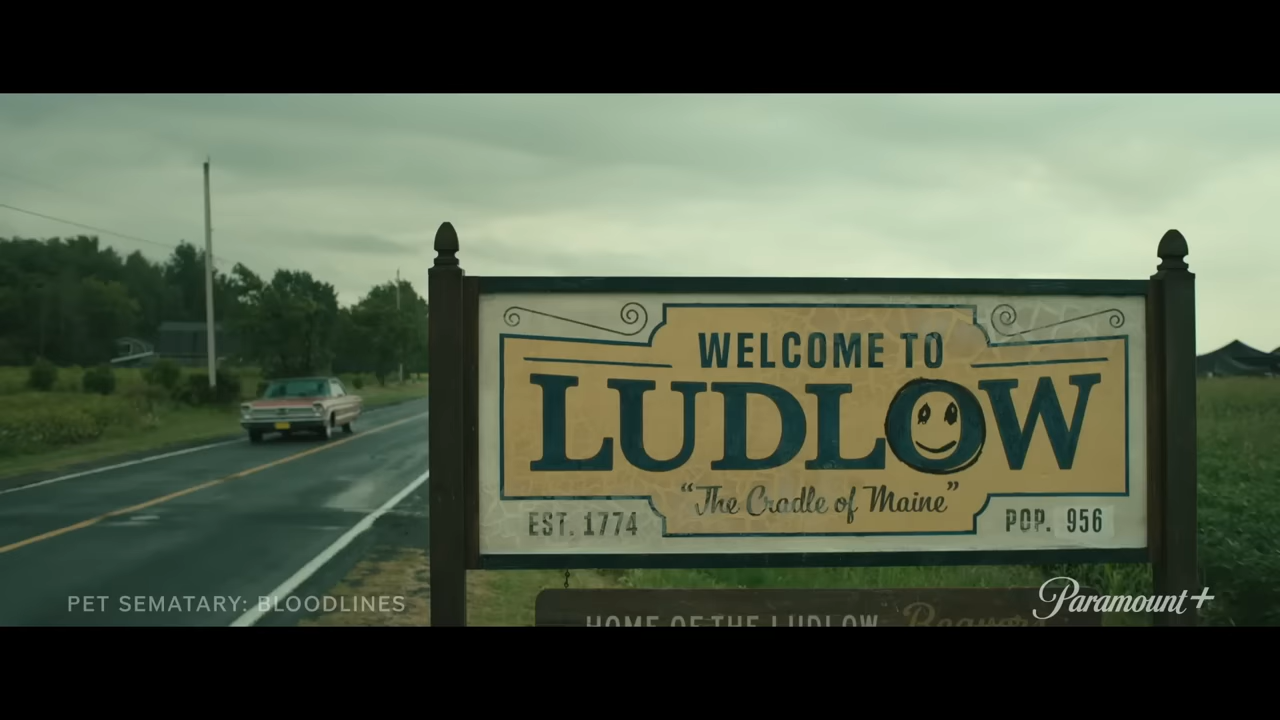 WELCOME TO
LUDLOW
"The Cradle of Maine"
EST. 1774
POP. 956
HOME OF THE LUDLOW Beavers
PET SEMATARY: BLOODLINES
Paramount+